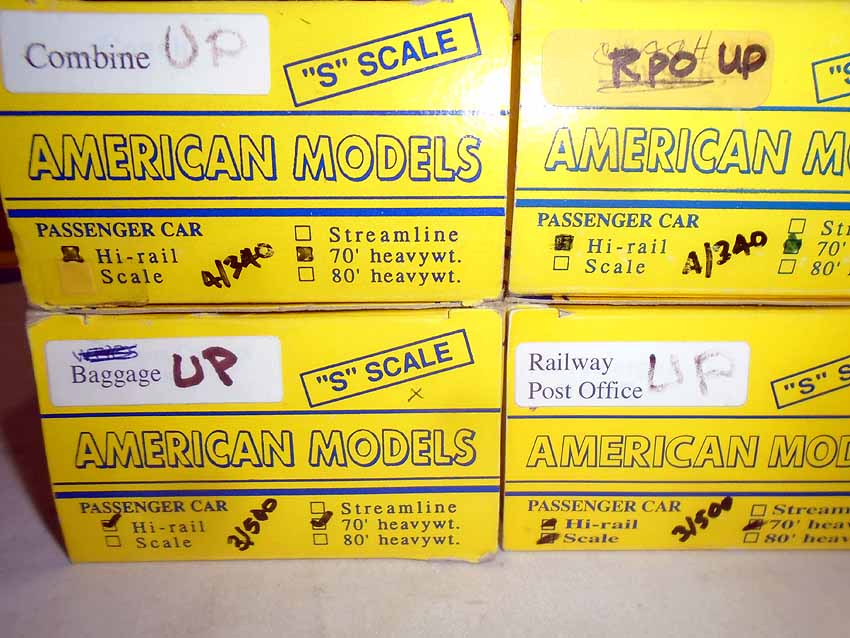 Combine UP
"S" SCALE
AMERICAN MODELS
PASSENGER CAR
Hi-rail
Scale
4/340
Streamline
70' heavywt.
80' heavywt.
RPO UP
"S
AMERICAN MO
PASSENGER CAR
Hi-rail
Scale
4/340
St
70'
80'
Baggage UP
"S" SCALE
x
AMERICAN MODELS
PASSENGER CAR
Hi-rail
Scale
3/500
Streamline
70' heavywt.
80' heavywt.
Railway
Post Office UP
"S" S
AMERICAN MOD
PASSENGER CAR
Hi-rail
Scale
3/500
Stream
70' heav
80' heav